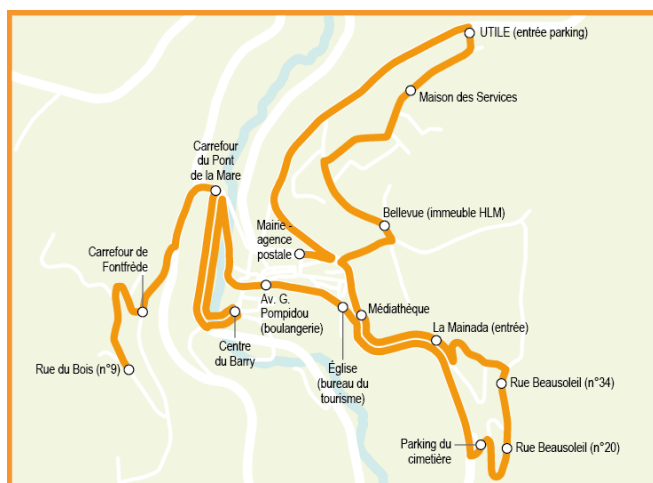 UTILE (entrée parking)
Maison des Services
Carrefour
du Pont
de la Mare
Bellevue (immeuble HLM)
Mairie -
agence
postale
Carrefour de
Fontfrède
Av. G.
Pompidou
(boulangerie)
Médiathèque
La Mainada (entrée)
Centre
du Barry
Église
(bureau du
tourisme)
Rue du Bois (n°9)
Rue Beausoleil (n°34)
Parking du
cimetière
Rue Beausoleil (n°20)